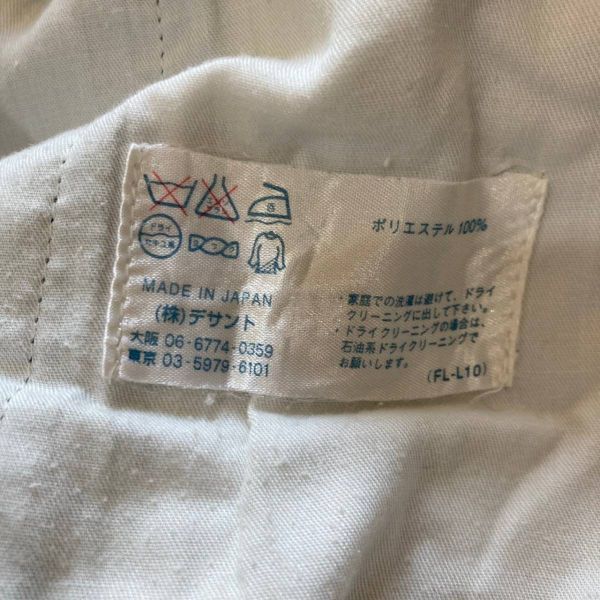 ドライ
セキユ系
中
MADE IN JAPAN
(株)デサント
大阪 06-6774-0359
東京 03-5979-6101
ポリエステル 100%
・家庭での洗濯は避けて、ドライ
クリーニングに出して下さい。
・ドライクリーニングの場合は、
石油系ドライクリーニングで
お願いします。
(FL-L10)